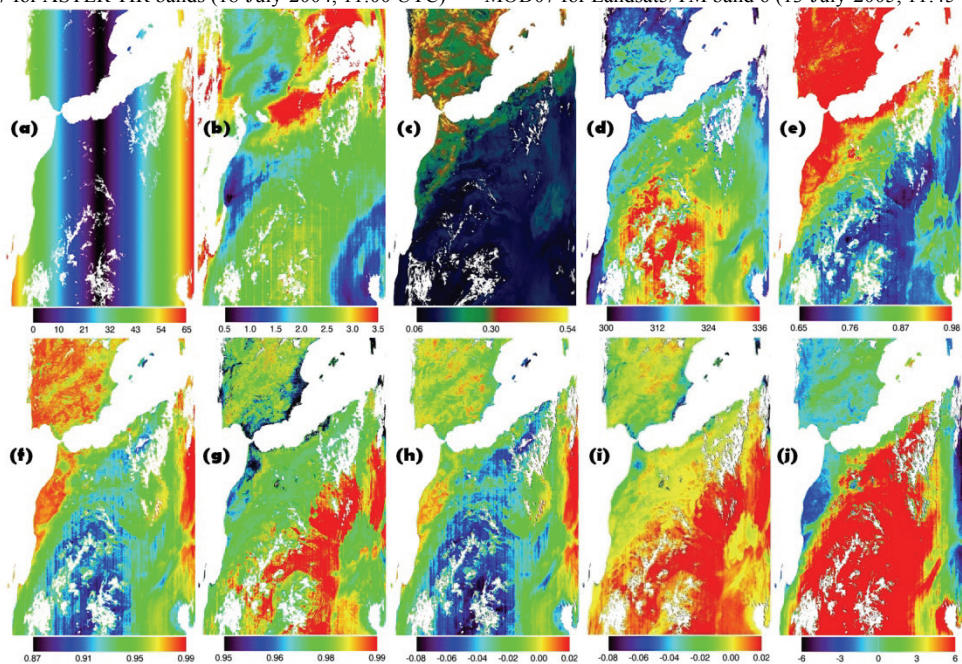 for ASTER TIR bands (18 July 2004, 11:00 UTC) MOD07 for Landsat5/TM band 6 (13 July 2003, 11:45
(a) (b) (c) (d) (e)
0 10 21 32 43 54 65 0.5 1.0 1.5 2.0 2.5 3.0 3.5 0.06 0.30 0.54 300 312 324 336 0.65 0.76 0.87 0.98
(f) (g) (h) (i) (j)
0.87 0.91 0.95 0.99 0.95 0.96 0.98 0.99 -0.08 -0.06 -0.04 -0.02 0.00 0.02 -0.08 -0.06 -0.04 -0.02 0.00 0.02 -6 -3 0 3 6